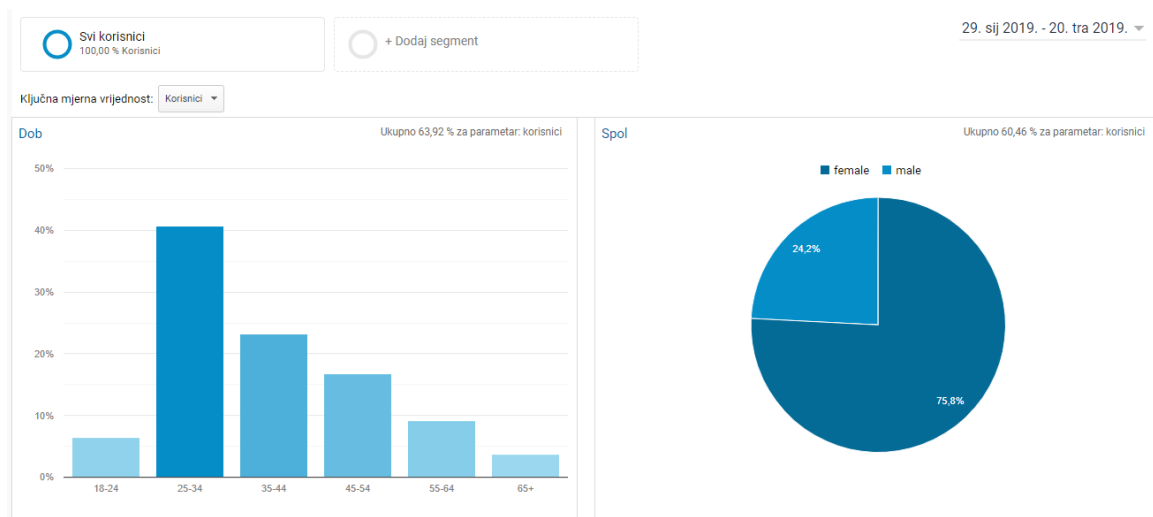 Svi korisnici
100,00 % Korisnici
+ Dodaj segment
29. sij 2019. - 20. tra 2019.
Ključna mjerna vrijednost: Korisnici
Dob
Ukupno 63,92 % za parametar: korisnici
50%
40%
30%
20%
10%
0%
18-24 25-34 35-44 45-54 55-64 65+
Spol
Ukupno 60,46 % za parametar: korisnici
female male
24,2%
75,8%